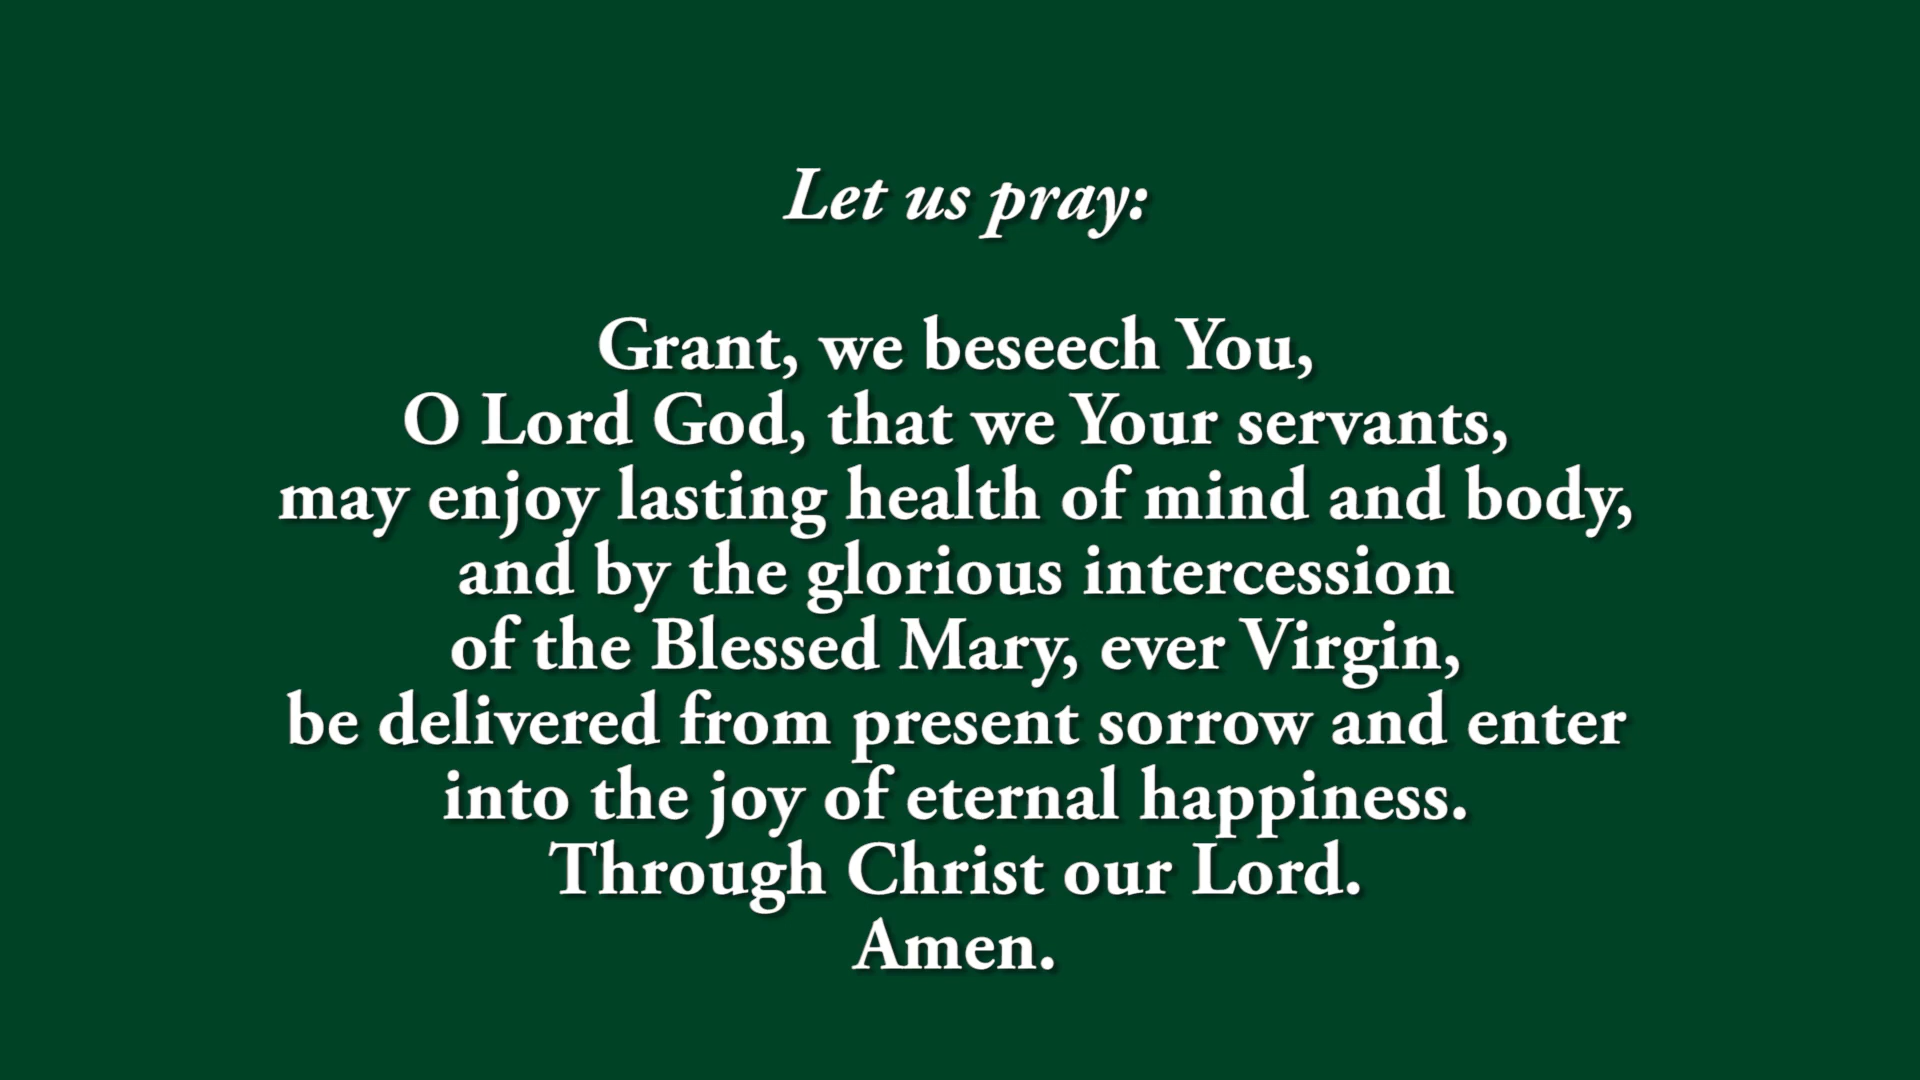 Let us pray:
Grant, we beseech You,
O Lord God, that we Your servants,
may enjoy lasting health of mind and body,
and by the glorious intercession
of the Blessed Mary, ever Virgin,
be delivered from present sorrow and enter
into the joy of eternal happiness.
Through Christ our Lord.
Amen.